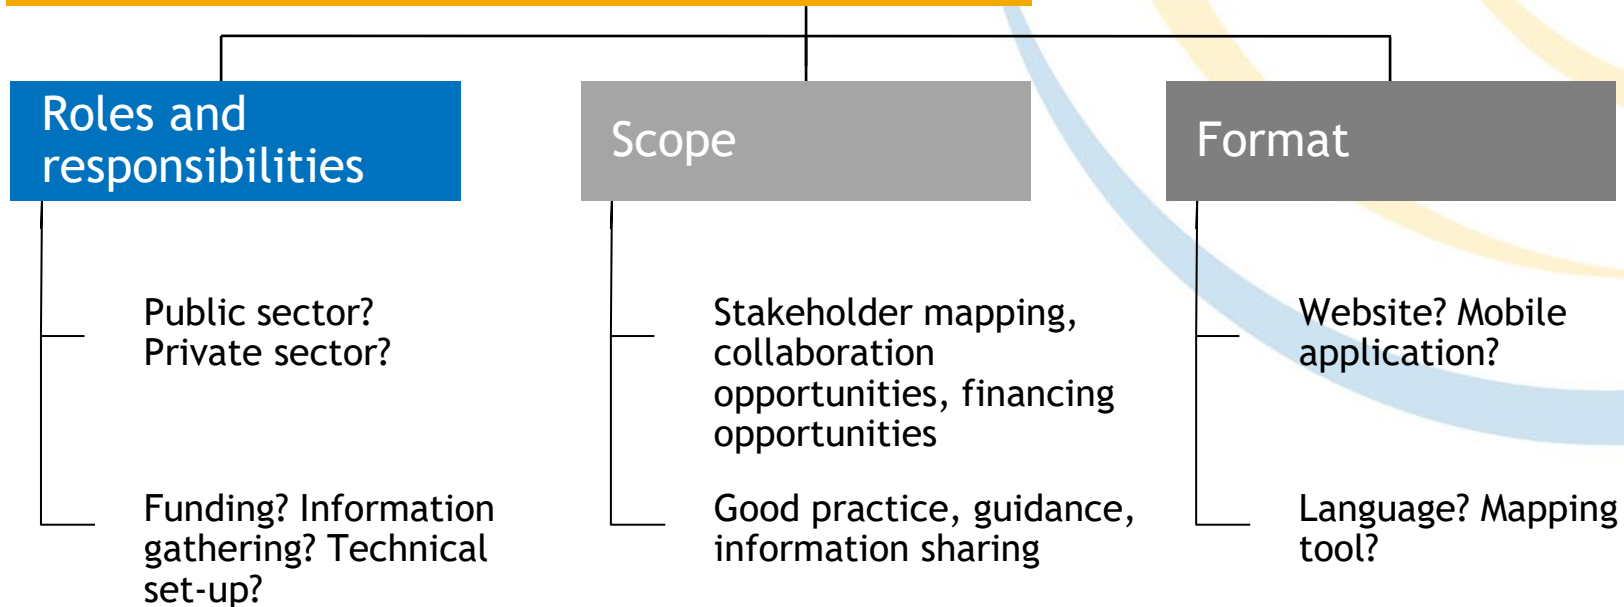 Roles and
responsibilities
Public sector?
Private sector?
Funding? Information
gathering? Technical
set-up?
Scope
Stakeholder mapping,
collaboration
opportunities, financing
opportunities
Good practice, guidance,
information sharing
Format
Website? Mobile
application?
Language? Mapping
tool?